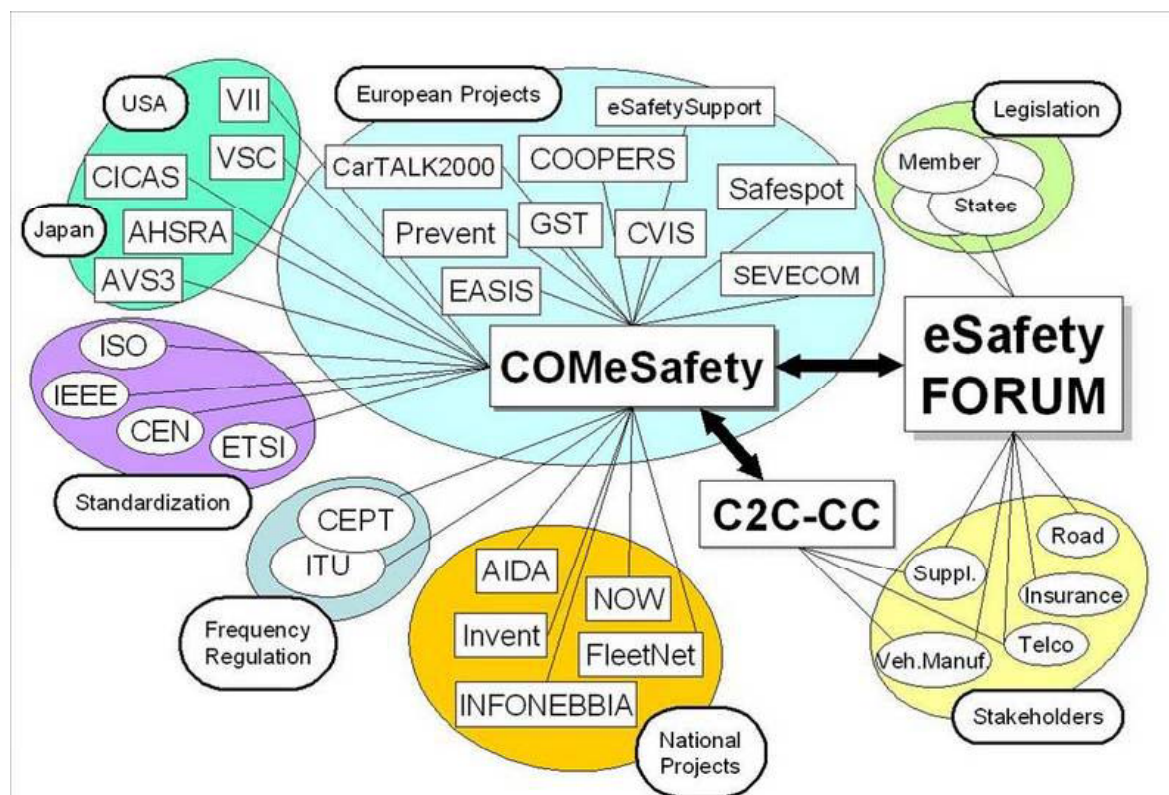 USA
VII
VSC
CICAS
Japan
AHSRA
AVS3
European Projects
eSafetySupport
CarTALK2000
COOPERS
Safespot
Prevent
GST
CVIS
EASIS
SEVECOM
Legislation
Member
States
ISO
IEEE
CEN
ETSI
Standardization
COMeSafety
eSafety
FORUM
C2C-CC
CEPT
ITU
Frequency
Regulation
AIDA
NOW
Invent
FleetNet
INFONEBBIA
National
Projects
Road
Suppl.
Insurance
Telco
Veh.Manuf.
Stakeholders